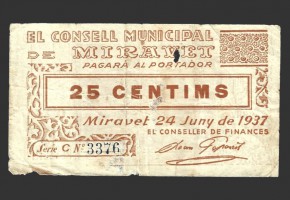 EL CONSELL MUNICIPAL
DE MIRAVET
PAGARÀ AL PORTADOR
25 CENTIMS
Miravet 24 Juny de 1937
EL CONSELLER DE FINANCES
Serie C Nº 3376